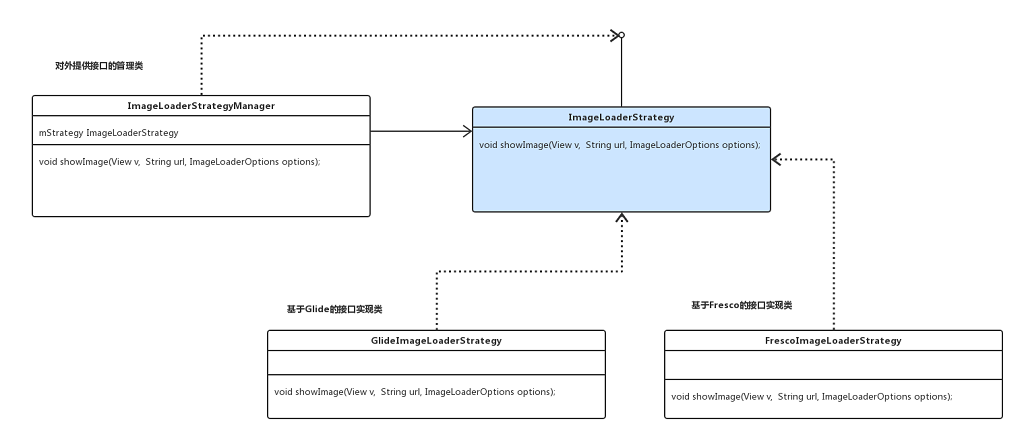 对外提供接口的管理类
ImageLoaderStrategyManager
mStrategy ImageLoaderStrategy
void showImage(View v,  String url, ImageLoaderOptions options);
ImageLoaderStrategy
void showImage(View v,  String url, ImageLoaderOptions options);
基于Glide的接口实现类
GlideImageLoaderStrategy
void showImage(View v,  String url, ImageLoaderOptions options);
基于Fresco的接口实现类
FrescoImageLoaderStrategy
void showImage(View v,  String url, ImageLoaderOptions options);